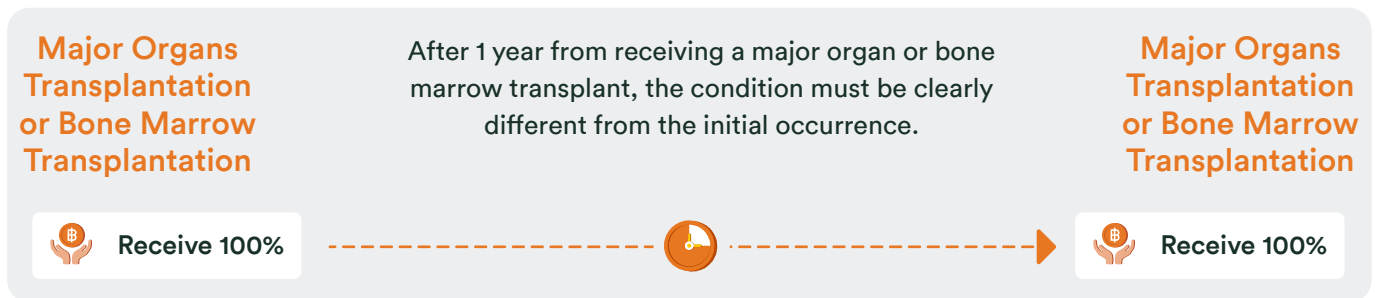 Major Organs
Transplantation
or Bone Marrow
Transplantation
After 1 year from receiving a major organ or bone
marrow transplant, the condition must be clearly
different from the initial occurrence.
Major Organs
Transplantation
or Bone Marrow
Transplantation
฿ Receive 100%
฿ Receive 100%